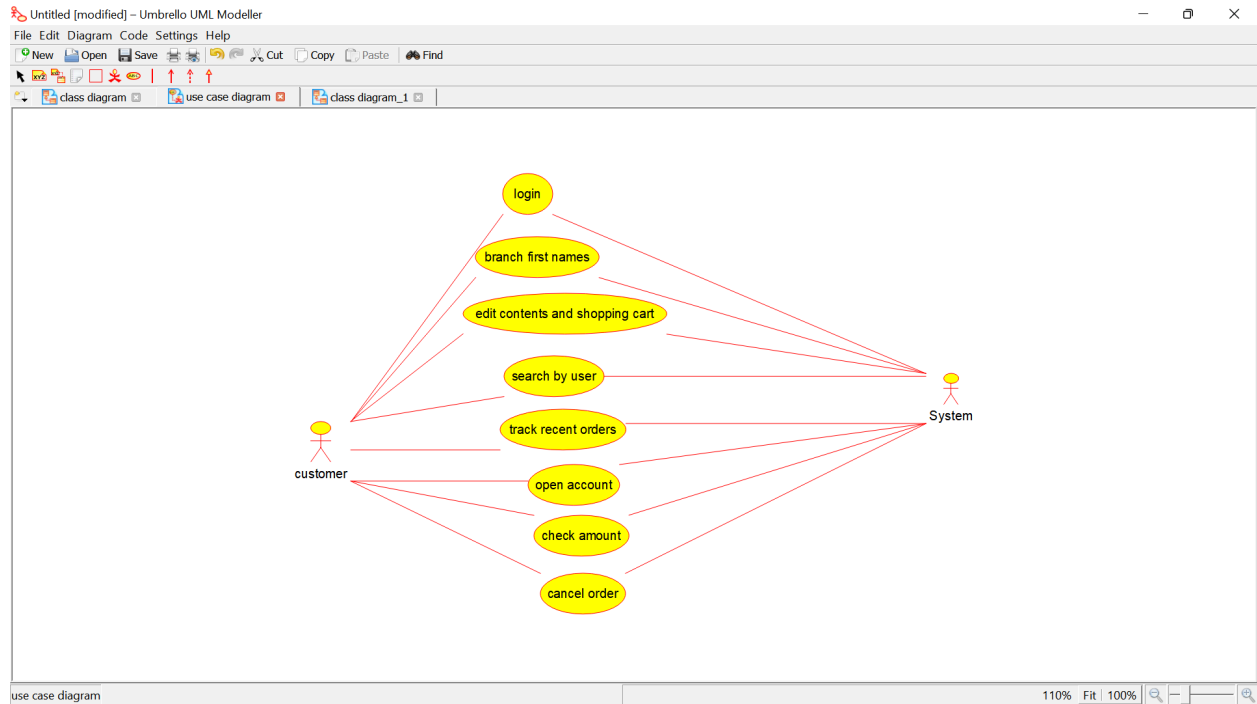 Untitled [modified] – Umbrello UML Modeller
File Edit Diagram Code Settings Help
New Open Save Cut Copy Paste Find
XYZ ABC
class diagram use case diagram class diagram_1
login
branch first names
edit contents and shopping cart
search by user
System
track recent orders
customer
open account
check amount
cancel order
use case diagram 110% Fit 100%